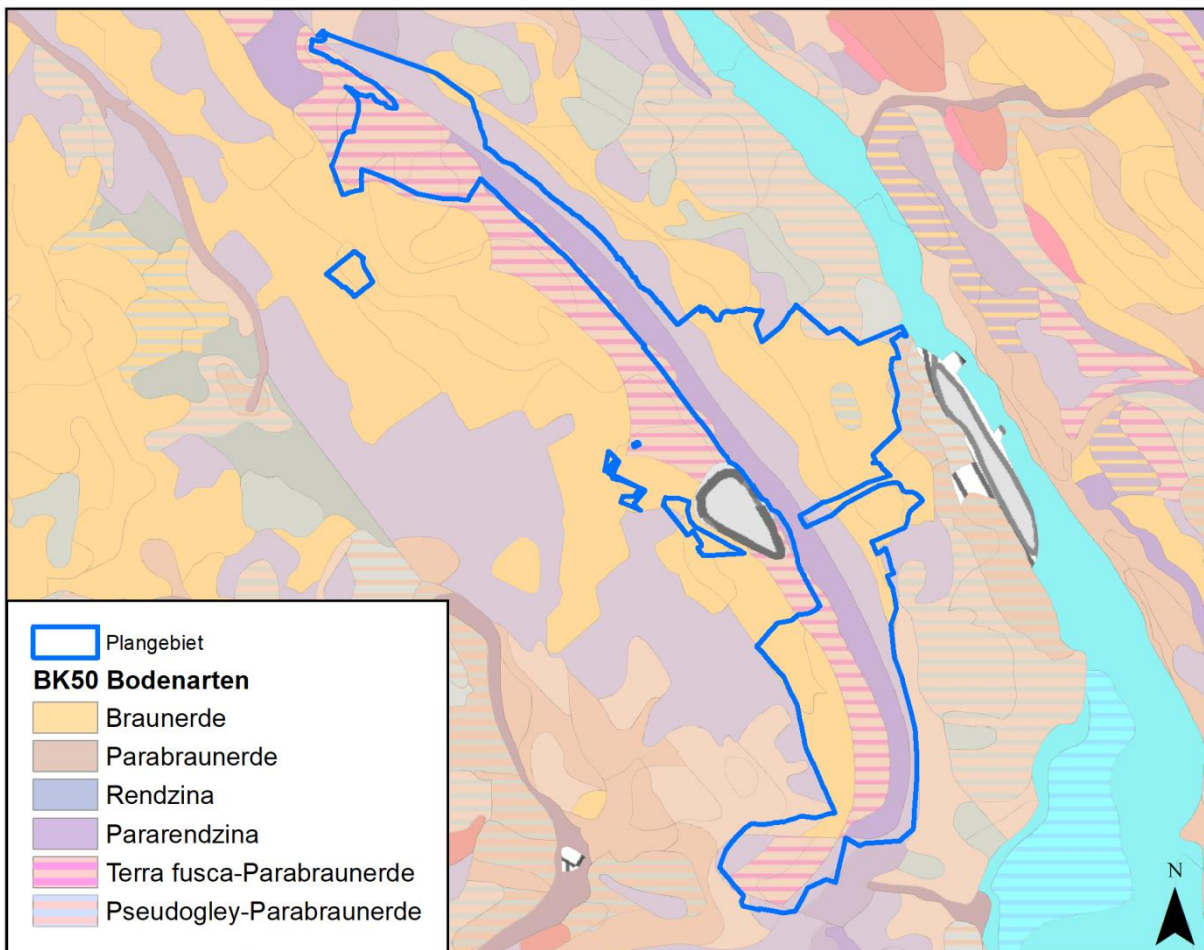 Plangebiet
BK50 Bodenarten
Braunerde
Parabraunerde
Rendzina
Pararendzina
Terra fusca-Parabraunerde
Pseudogley-Parabraunerde
N